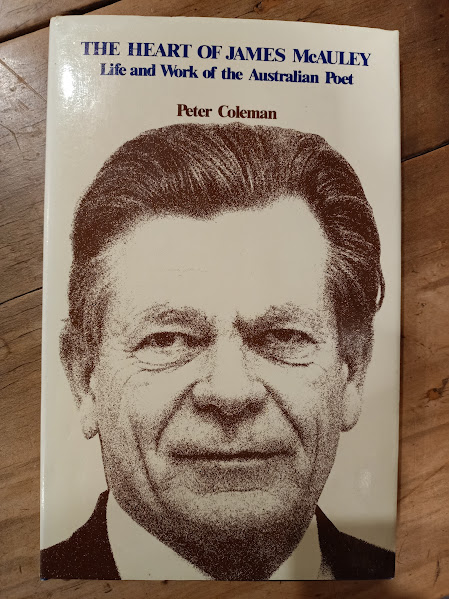 THE HEART OF JAMES McAULEY
Life and Work of the Australian Poet
Peter Coleman